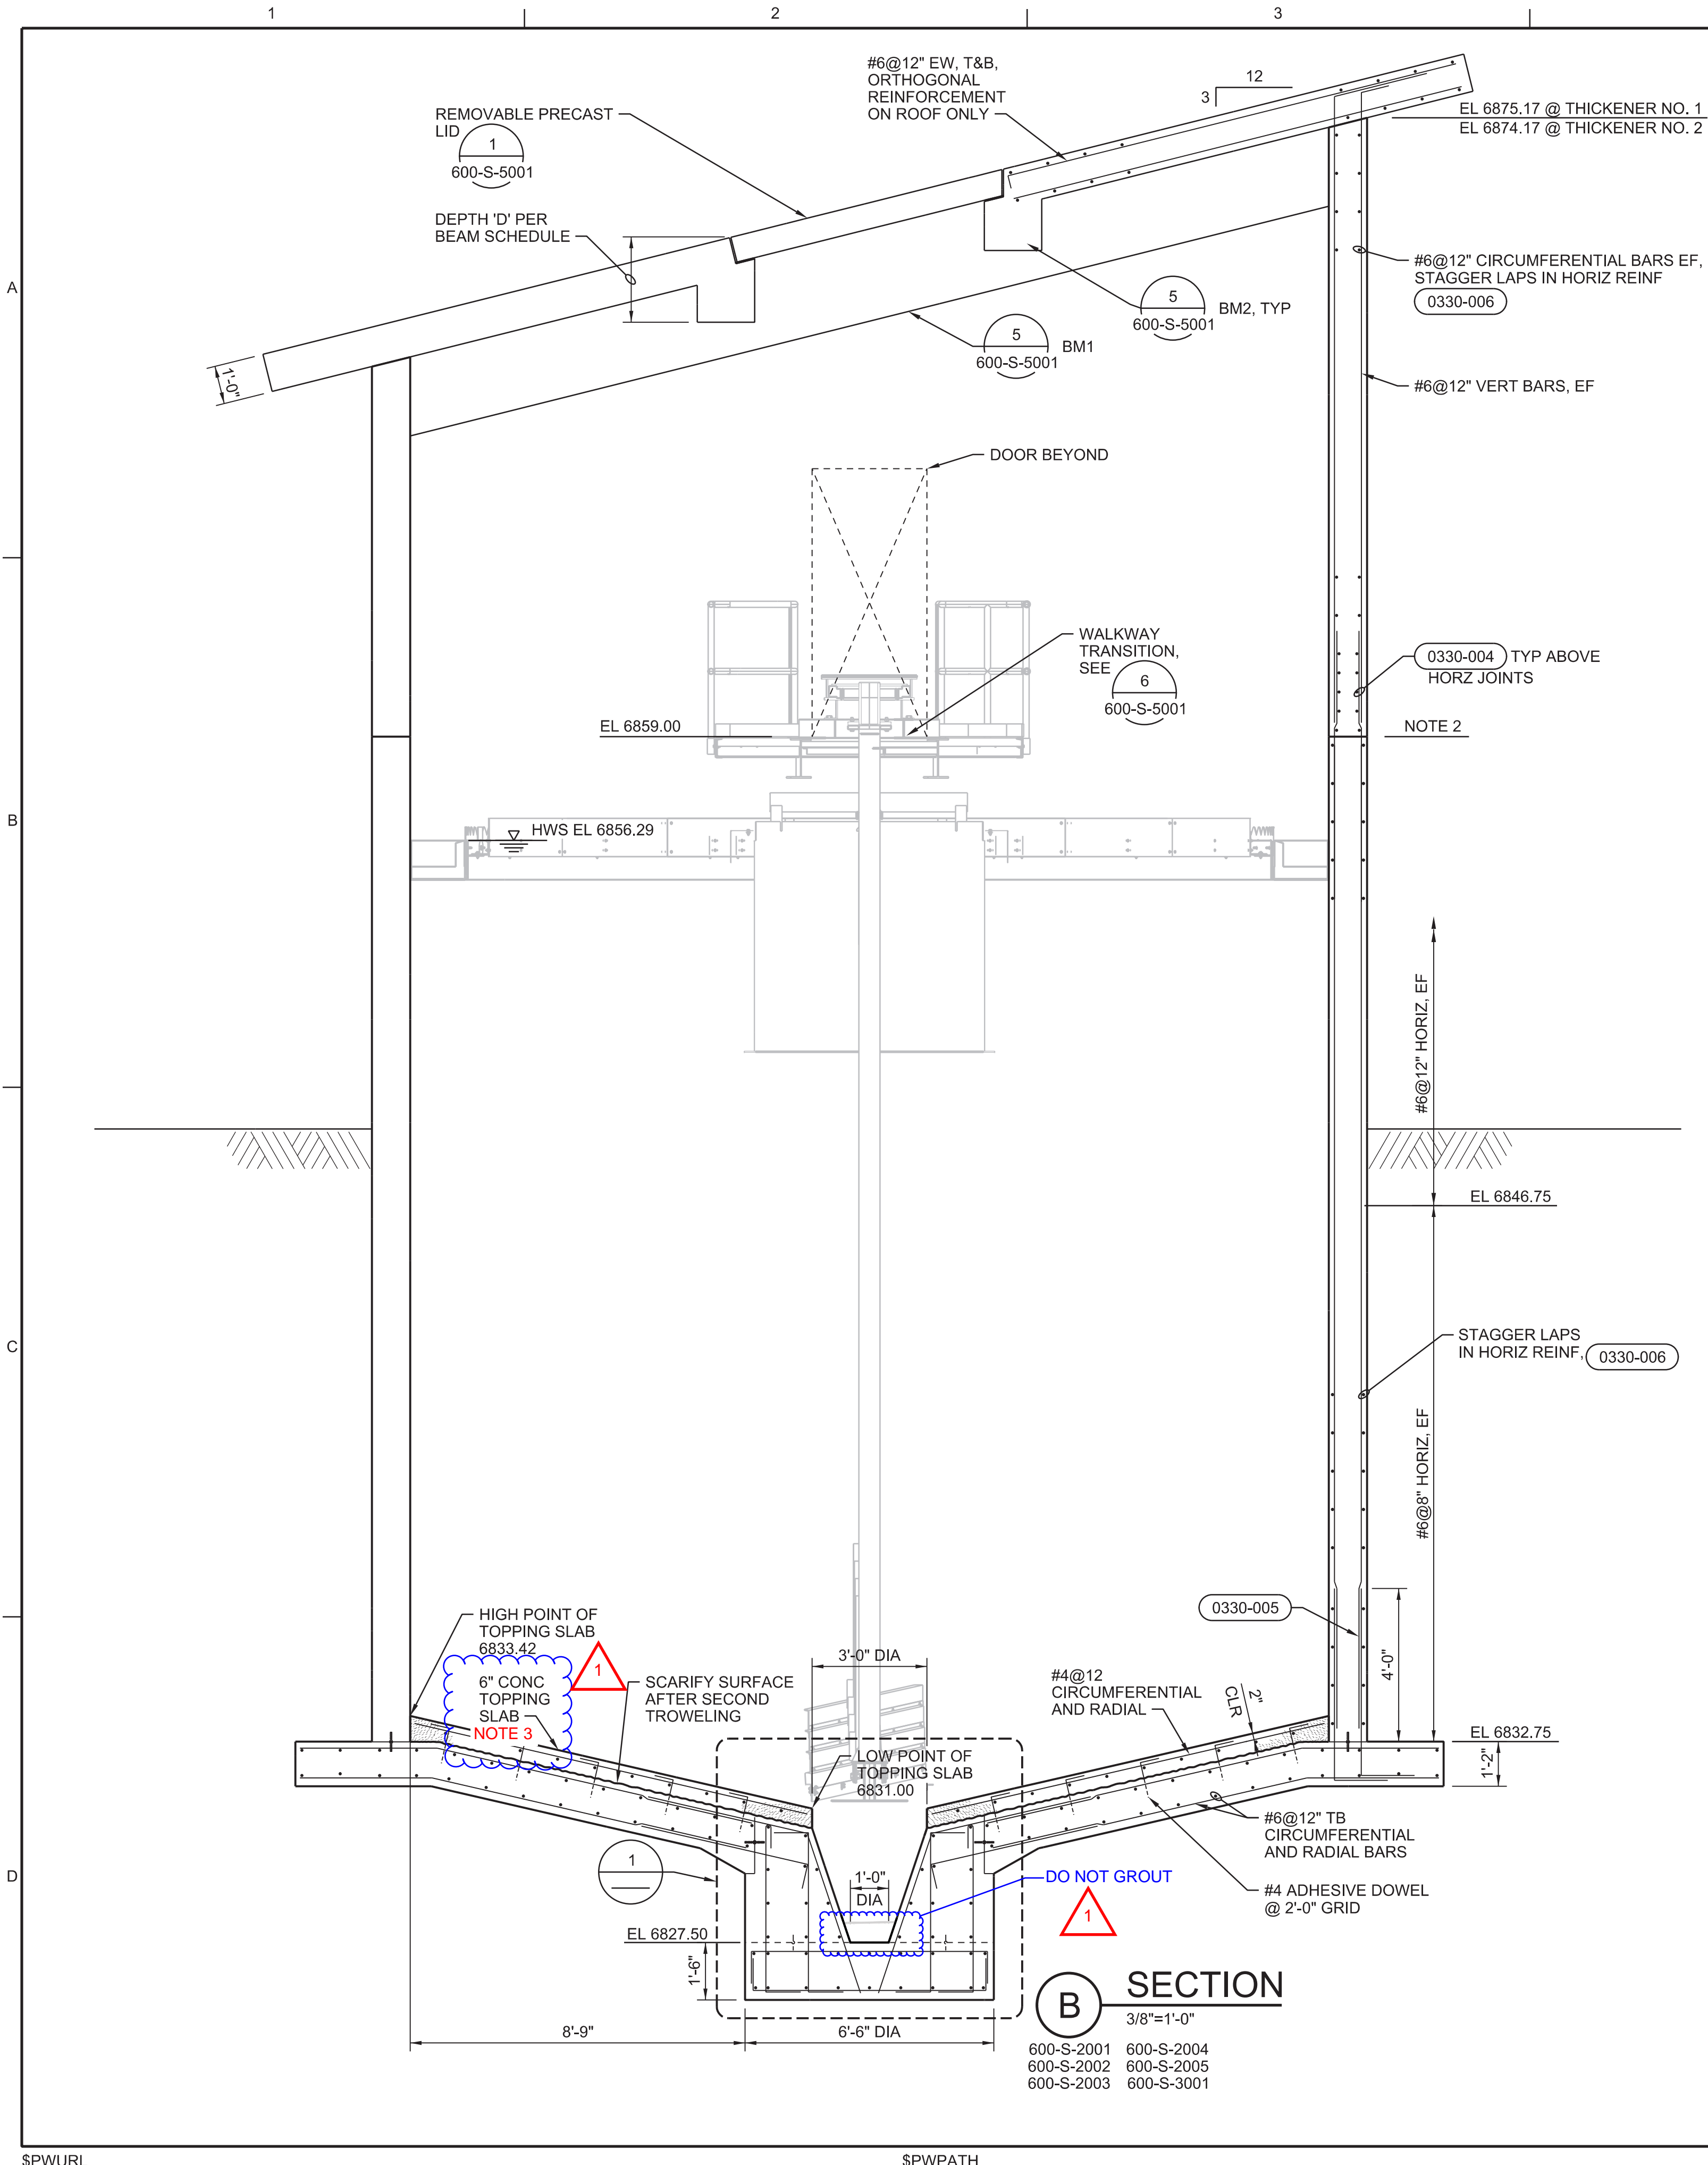 1
2
3
#6@12" EW, T&B,
ORTHOGONAL
REINFORCEMENT
ON ROOF ONLY
12
3
EL 6875.17 @ THICKENER NO. 1
EL 6874.17 @ THICKENER NO. 2
REMOVABLE PRECAST
LID
1
600-S-5001
DEPTH 'D' PER
BEAM SCHEDULE
A
#6@12" CIRCUMFERENTIAL BARS EF,
STAGGER LAPS IN HORIZ REINF
0330-006
5
600-S-5001
BM2, TYP
5
600-S-5001
BM1
1'-0"
#6@12" VERT BARS, EF
DOOR BEYOND
WALKWAY
TRANSITION,
SEE
6
600-S-5001
0330-004 TYP ABOVE
HORZ JOINTS
EL 6859.00
NOTE 2
B
HWS EL 6856.29
#6@12" HORIZ, EF
EL 6846.75
C
STAGGER LAPS
IN HORIZ REINF,
0330-006
#6@8" HORIZ, EF
HIGH POINT OF
TOPPING SLAB
6833.42
6" CONC
TOPPING
SLAB
NOTE 3
1
SCARIFY SURFACE
AFTER SECOND
TROWELING
3'-0" DIA
0330-005
4'-0"
#4@12
CIRCUMFERENTIAL
AND RADIAL
2"
CLR
EL 6832.75
1'-2"
LOW POINT OF
TOPPING SLAB
6831.00
#6@12" TB
CIRCUMFERENTIAL
AND RADIAL BARS
D
1
1'-0"
DIA
DO NOT GROUT
1
#4 ADHESIVE DOWEL
@ 2'-0" GRID
EL 6827.50
1'-6"
8'-9"
6'-6" DIA
B
SECTION
3/8"=1'-0"
600-S-2001 600-S-2004
600-S-2002 600-S-2005
600-S-2003 600-S-3001
$PWURL
$PWPATH